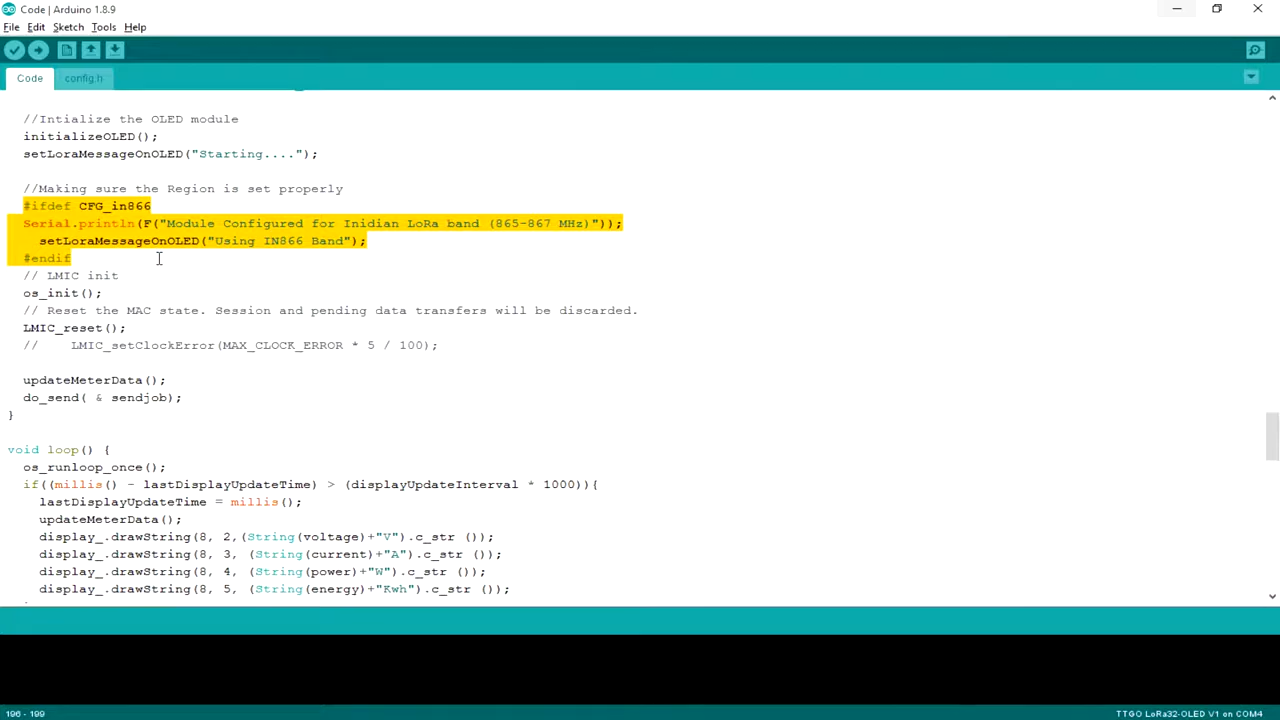 Code | Arduino 1.8.9
File Edit Sketch Tools Help
Code config.h
//Intialize the OLED module
initializeOLED();
setLoraMessageOnOLED("Starting....");
//Making sure the Region is set properly
#ifdef CFG_in866
Serial.println(F("Module Configured for Inidian LoRa band (865-867 MHz)"));
setLoraMessageOnOLED("Using IN866 Band");
#endif
// LMIC init
os_init();
// Reset the MAC state. Session and pending data transfers will be discarded.
LMIC_reset();
// LMIC_setClockError(MAX_CLOCK_ERROR * 5 / 100);
updateMeterData();
do_send( & sendjob);
}
void loop() {
os_runloop_once();
if((millis() - lastDisplayUpdateTime) > (displayUpdateInterval * 1000)){
lastDisplayUpdateTime = millis();
updateMeterData();
display_.drawString(8, 2,(String(voltage)+"V").c_str ());
display_.drawString(8, 3, (String(current)+"A").c_str ());
display_.drawString(8, 4, (String(power)+"W").c_str ());
display_.drawString(8, 5, (String(energy)+"Kwh").c_str ());
196 - 199
TTGO LoRa32-OLED V1 on COM4